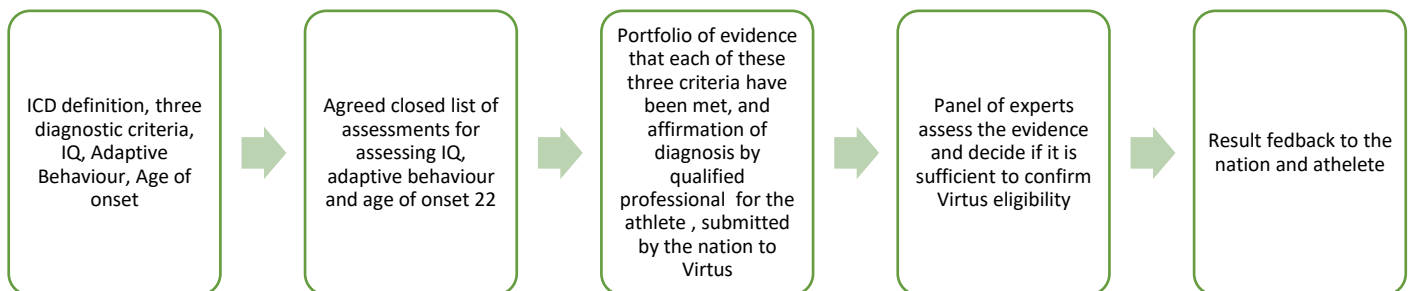 ICD definition, three
diagnostic criteria,
IQ, Adaptive
Behaviour, Age of
onset
Agreed closed list of
assessments for
assessing IQ,
adaptive behaviour
and age of onset 22
Portfolio of evidence
that each of these
three criteria have
been met, and
affirmation of
diagnosis by
qualified
professional for the
athlete , submitted
by the nation to
Virtus
Panel of experts
assess the evidence
and decide if it is
sufficient to confirm
Virtus eligibility
Result fedback to the
nation and athelete